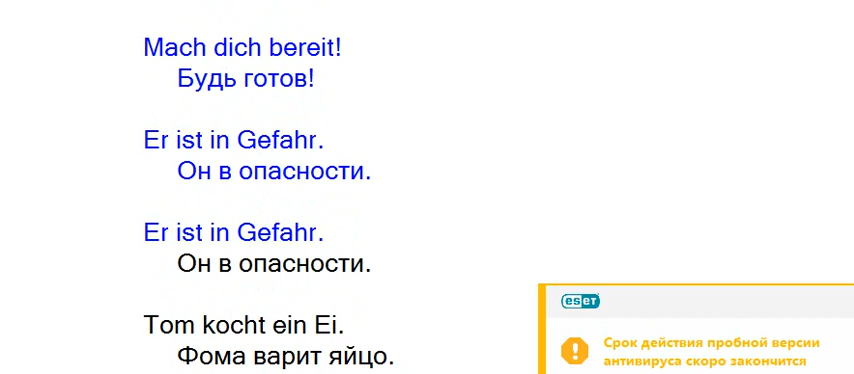 Mach dich bereit!
Будь готов!
Er ist in Gefahr.
Он в опасности.
Er ist in Gefahr.
Он в опасности.
Tom kocht ein Ei.
Фома варит яйцо.
eseT
Срок действия пробной версии
антивируса скоро закончится